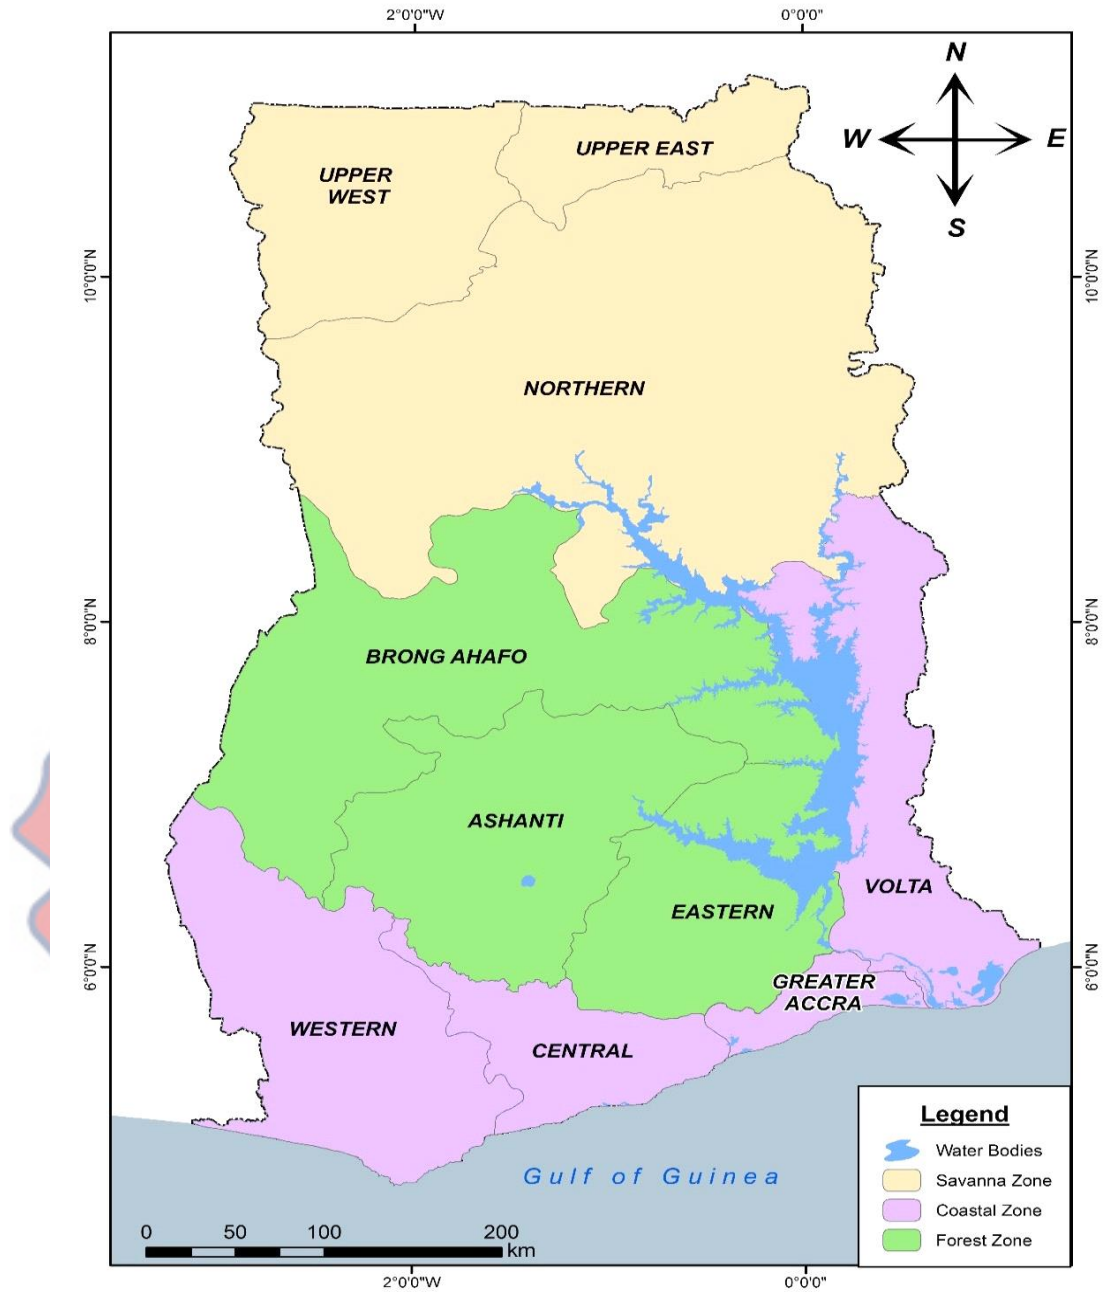 2°0'0"W
0°0'0"
N
W
E
S
UPPER EAST
UPPER
WEST
10°0'0"N
10°0'0"N
NORTHERN
8°0'0"N
8°0'0"N
BRONG AHAFO
ASHANTI
VOLTA
EASTERN
6°0'0"N
6°0'0"N
GREATER
ACCRA
WESTERN
CENTRAL
Gulf of Guinea
Legend
Water Bodies
Savanna Zone
Coastal Zone
Forest Zone
0
50
100
200
km
2°0'0"W
0°0'0"